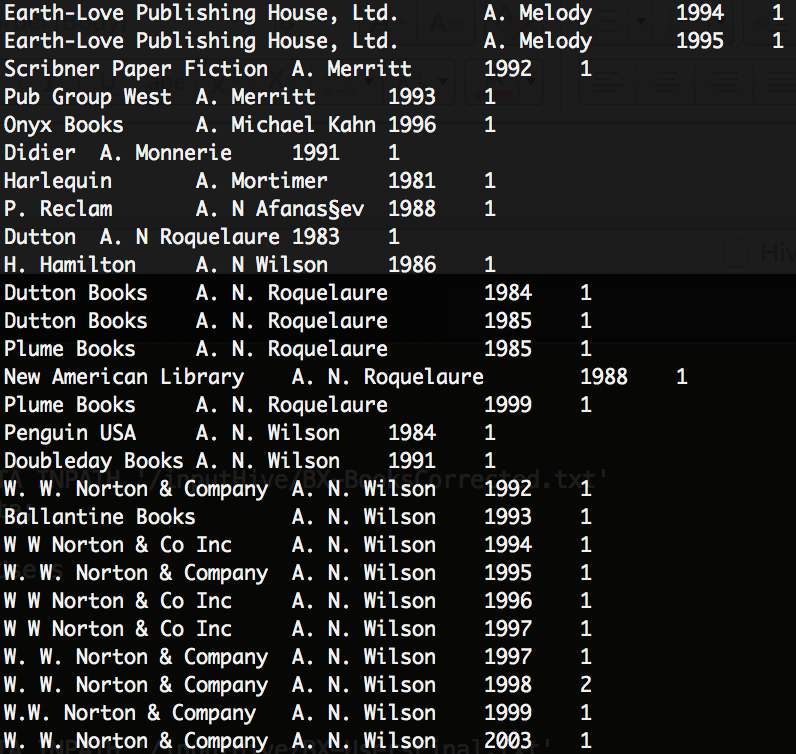 Earth-Love Publishing House, Ltd. A. Melody 1994 1
Earth-Love Publishing House, Ltd. A. Melody 1995 1
Scribner Paper Fiction A. Merritt 1992 1
Pub Group West A. Merritt 1993 1
Onyx Books A. Michael Kahn 1996 1
Didier A. Monnerie 1991 1
Harlequin A. Mortimer 1981 1
P. Reclam A. N Afanas§ev 1988 1
Dutton A. N Roquelaure 1983 1
H. Hamilton A. N Wilson 1986 1
Dutton Books A. N. Roquelaure 1984 1
Dutton Books A. N. Roquelaure 1985 1
Plume Books A. N. Roquelaure 1985 1
New American Library A. N. Roquelaure 1988 1
Plume Books A. N. Roquelaure 1999 1
Penguin USA A. N. Wilson 1984 1
Doubleday Books A. N. Wilson 1991 1
TA INPATH '/inputHive/BX-BooksCorrected.txt'
W. W. Norton & Company A. N. Wilson 1992 1
Ballantine Books A. N. Wilson 1993 1
W W Norton & Co Inc A. N. Wilson 1994 1
W. W. Norton & Company A. N. Wilson 1995 1
W W Norton & Co Inc A. N. Wilson 1996 1
W W Norton & Co Inc A. N. Wilson 1997 1
W. W. Norton & Company A. N. Wilson 1997 1
W. W. Norton & Company A. N. Wilson 1998 2
W.W. Norton & Company A. N. Wilson 1999 1
W. W. Norton & Company A. N. Wilson 2003 1